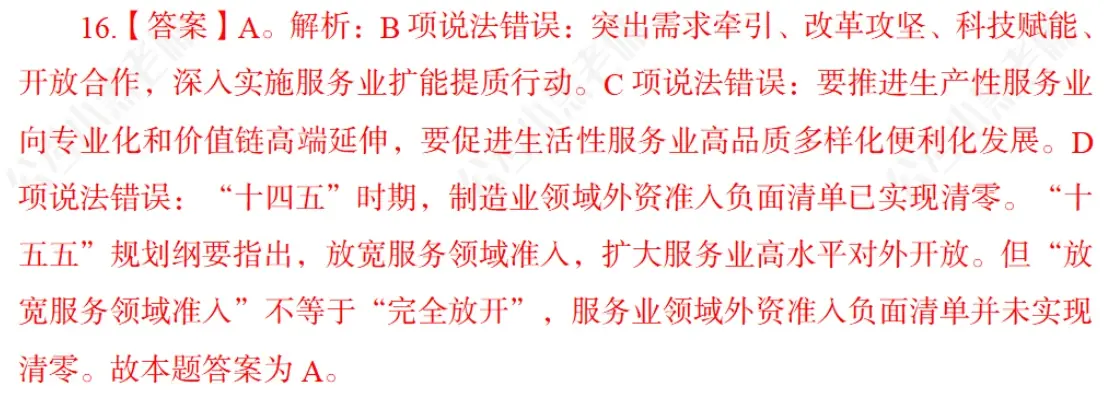 16.【答案】A。解析：B 项说法错误：突出需求牵引、改革攻坚、科技赋能、
开放合作，深入实施服务业扩能提质行动。C 项说法错误：要推进生产性服务业
向专业化和价值链高端延伸，要促进生活性服务业高品质多样化便利化发展。D
项说法错误：“十四五”时期，制造业领域外资准入负面清单已实现清零。“十
五五”规划纲要指出，放宽服务领域准入，扩大服务业高水平对外开放。但“放
宽服务领域准入”不等于“完全放开”，服务业领域外资准入负面清单并未实现
清零。故本题答案为 A。